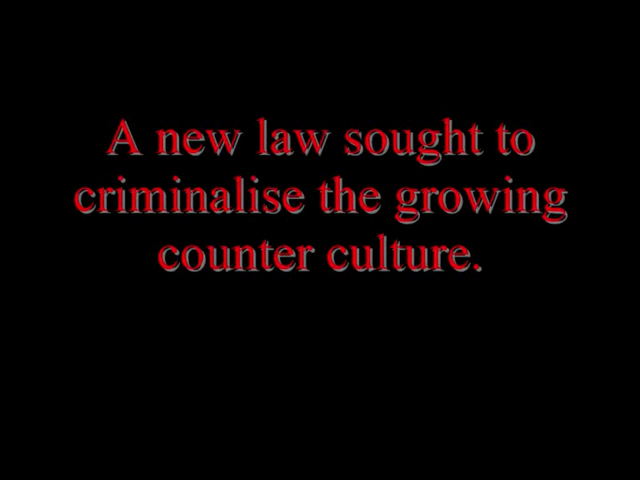 A new law sought to
criminalise the growing
counter culture.